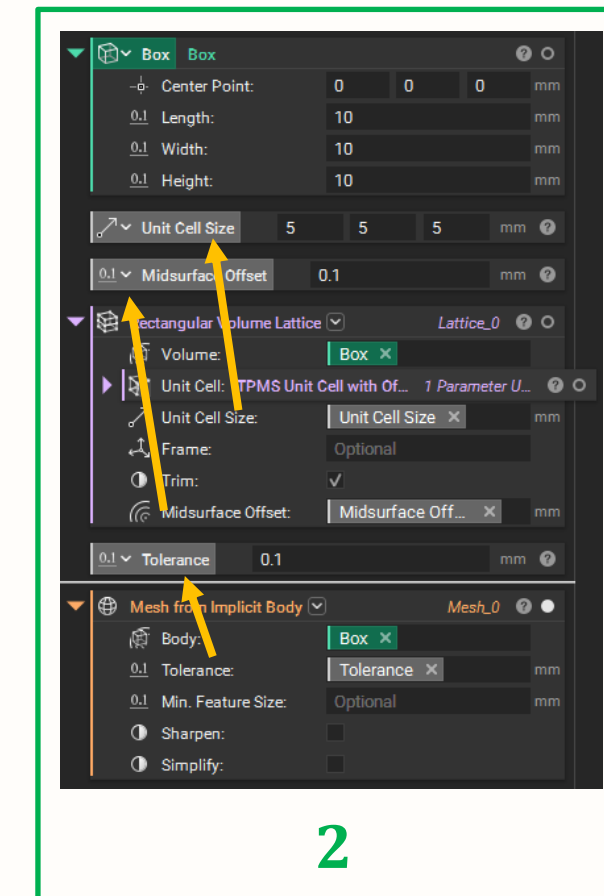 Box Box
Center Point: 0 0 0 mm
0.1 Length: 10 mm
0.1 Width: 10 mm
0.1 Height: 10 mm
Unit Cell Size 5 5 5 mm
0.1 Midsurface Offset 0.1 mm
Rectangular Volume Lattice Lattice_0
Volume: Box ×
Unit Cell: TPMS Unit Cell with Of... 1 Parameter U...
Unit Cell Size: Unit Cell Size × mm
Frame: Optional
Trim:
Midsurface Offset: Midsurface Off... × mm
0.1 Tolerance 0.1 mm
Mesh from Implicit Body Mesh_0
Body: Box ×
0.1 Tolerance: Tolerance × mm
0.1 Min. Feature Size: Optional mm
Sharpen:
Simplify:
2